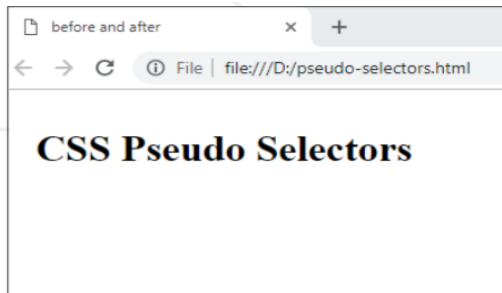 before and after
File | file:///D:/pseudo-selectors.html
CSS Pseudo Selectors